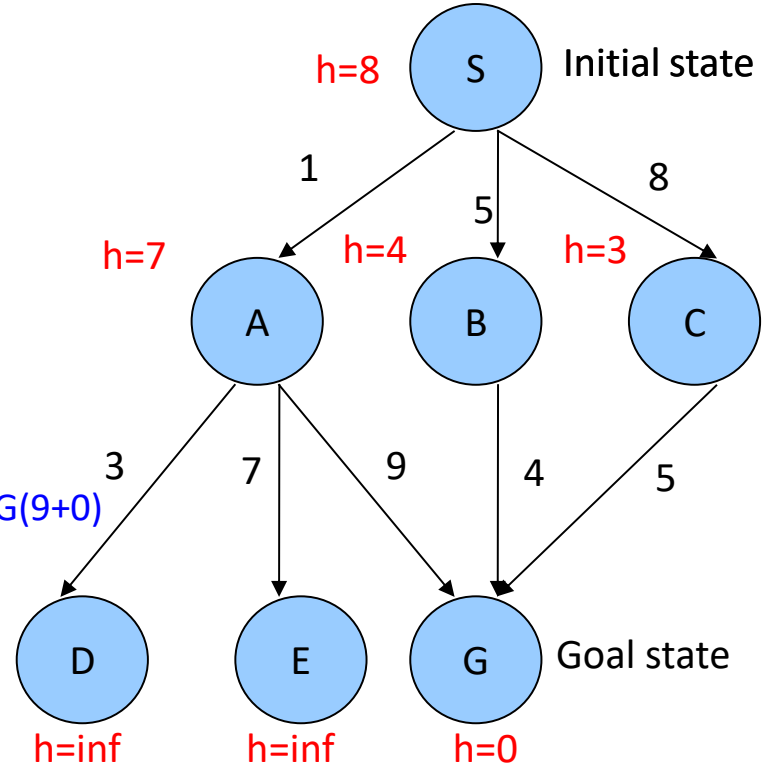 S
Initial state
h=8
1
5
8
h=7
h=4
h=3
A
B
C
3
7
9
4
5
G(9+0)
D
E
G
Goal state
h=inf
h=inf
h=0